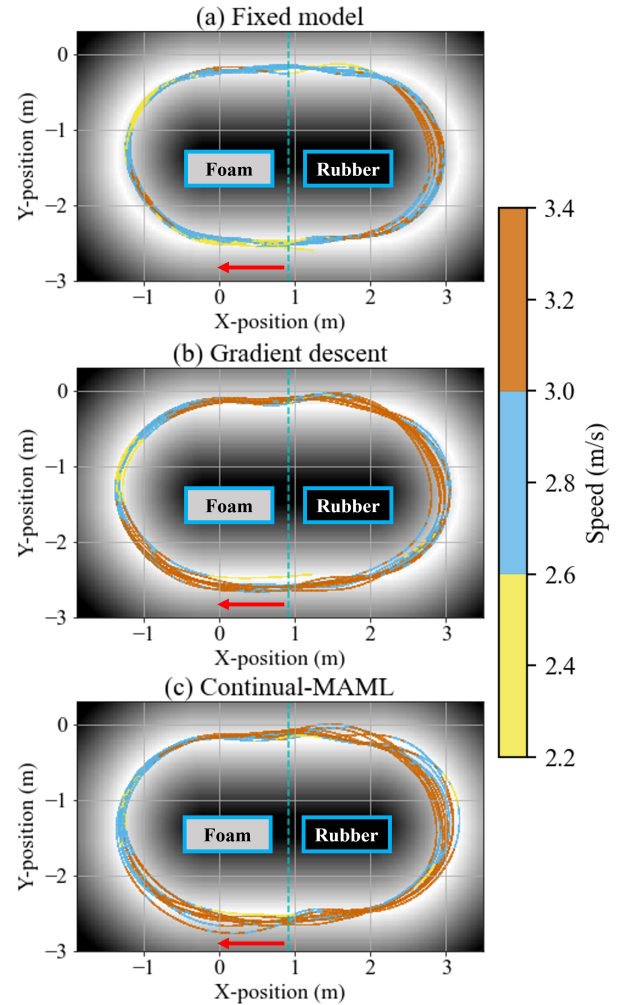 (a) Fixed model
0
−1
−2
−3
Y-position (m)
Foam
Rubber
−1
0
1
2
3
X-position (m)
(b) Gradient descent
0
−1
−2
−3
Y-position (m)
Foam
Rubber
−1
0
1
2
3
X-position (m)
(c) Continual-MAML
0
−1
−2
−3
Y-position (m)
Foam
Rubber
−1
0
1
2
3
X-position (m)
3.4
3.2
3.0
2.8
2.6
2.4
2.2
Speed (m/s)